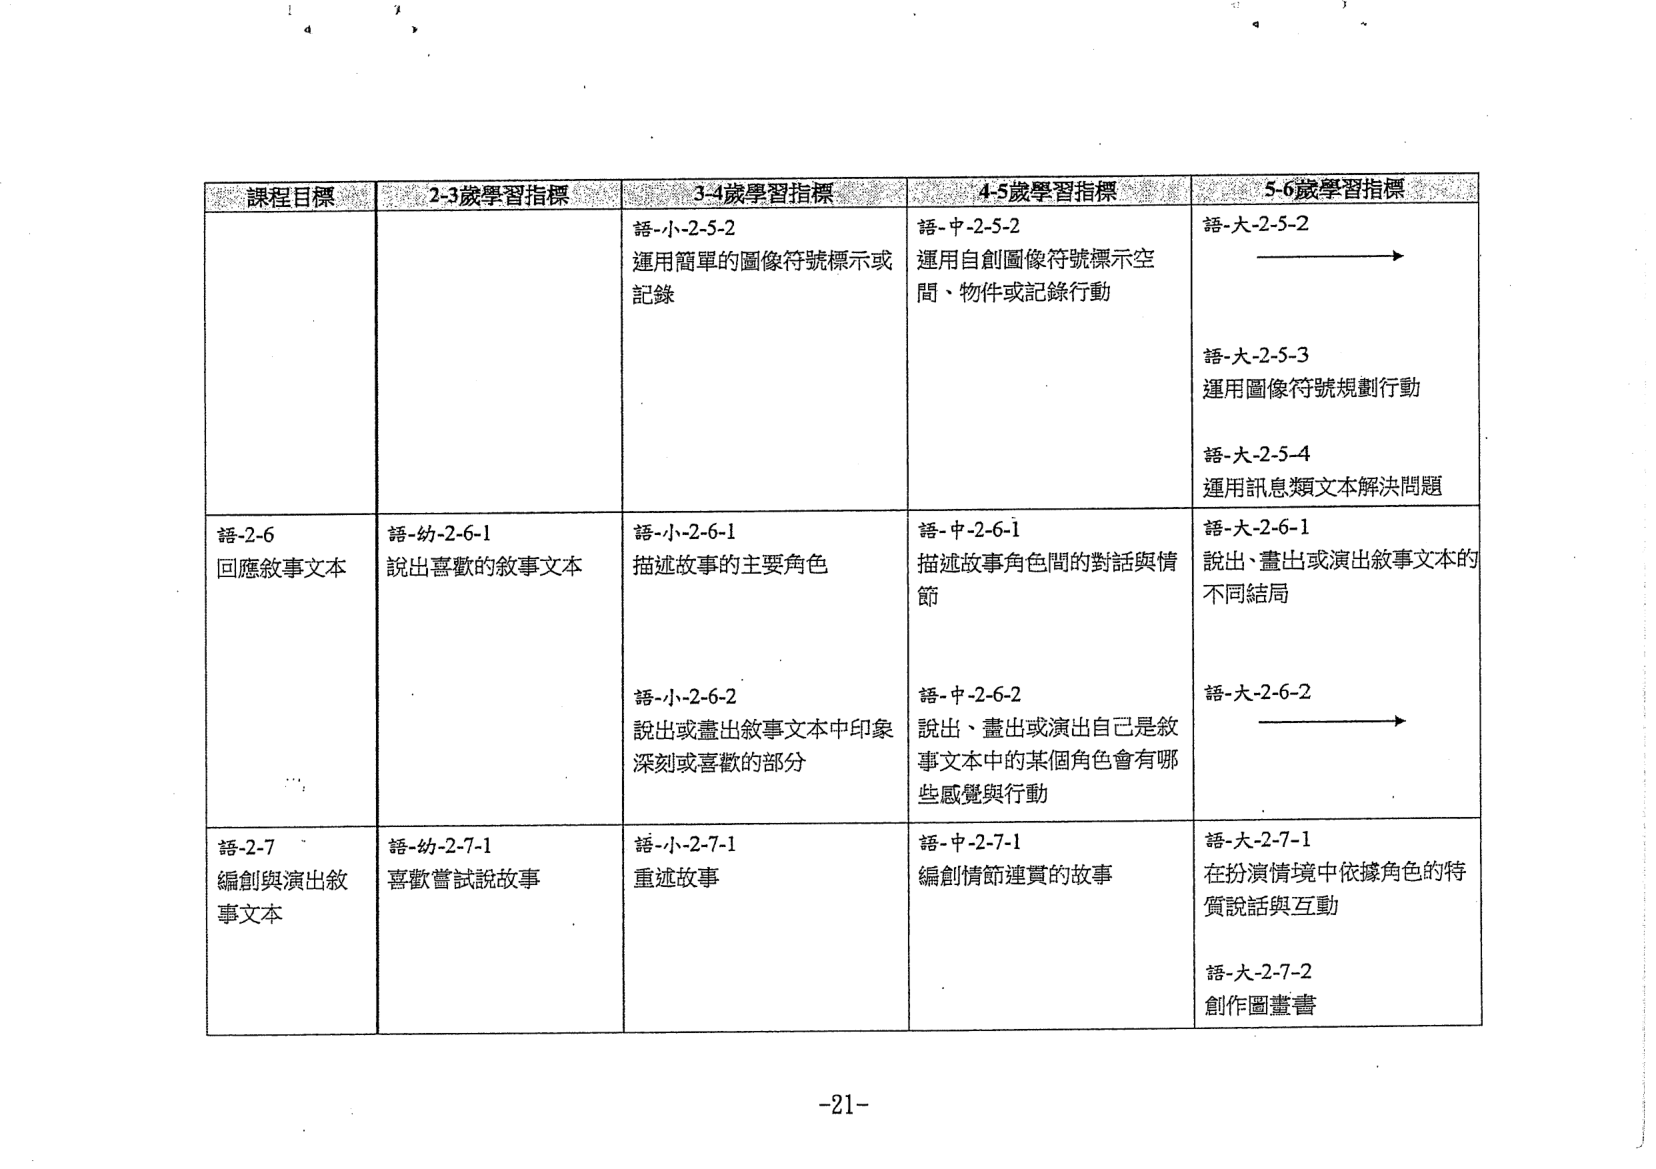 課程目標 2-3歲學習指標 3-4歲學習指標 4-5歲學習指標 5-6歲學習指標
語-小-2-5-2
運用簡單的圖像符號標示或
記錄
語-中-2-5-2
運用自創圖像符號標示空
間、物件或記錄行動
語-大-2-5-2
語-大-2-5-3
運用圖像符號規劃行動
語-大-2-5-4
運用訊息類文本解決問題
語-2-6
回應敘事文本
語-幼-2-6-1
說出喜歡的敘事文本
語-小-2-6-1
描述故事的主要角色
語-小-2-6-2
說出或畫出敘事文本中印象
深刻或喜歡的部分
語-中-2-6-1
描述故事角色間的對話與情
節
語-中-2-6-2
說出、畫出或演出自己是敘
事文本中的某個角色會有哪
些感覺與行動
語-大-2-6-1
說出、畫出或演出敘事文本的
不同結局
語-大-2-6-2
語-2-7
編創與演出敘
事文本
語-幼-2-7-1
喜歡嘗試說故事
語-小-2-7-1
重述故事
語-中-2-7-1
編創情節連貫的故事
語-大-2-7-1
在扮演情境中依據角色的特
質說話與互動
語-大-2-7-2
創作圖畫書
-21-